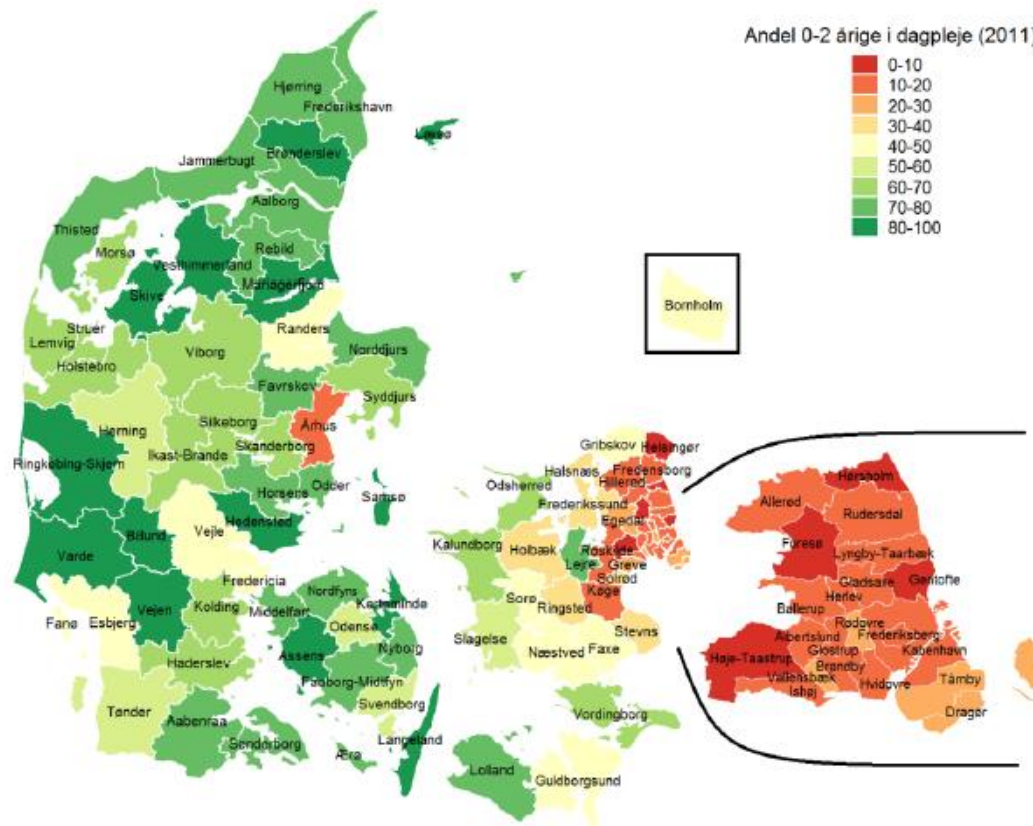 Andel 0-2 årige i dagpleje (2011)
0-10
10-20
20-30
30-40
40-50
50-60
60-70
70-80
80-100
Hjørring
Frederikshavn
Læsø
Brønderslev
Jammerbugt
Aalborg
Thisted
Rebild
Morsø
Vesthimmerland
Mariagerfjord
Skive
Struer
Randers
Lemvig
Viborg
Norddjurs
Holstebro
Favrskov
Syddjurs
Silkeborg
Århus
Herning
Skanderborg
Ikast-Brande
Ringkøbing-Skjern
Odder
Horsens
Samsø
Hedensted
Billund
Vejle
Varde
Fredericia
Vejen
Kolding
Middelfart
Nordfyns
Kerteminde
Fanø
Esbjerg
Odense
Nyborg
Assens
Haderslev
Faaborg-Midtfyn
Svendborg
Tønder
Aabenraa
Langeland
Sønderborg
Ærø
Bornholm
Gribskov
Helsingør
Halsnæs
Fredensborg
Hillerød
Odsherred
Frederikssund
Egedal
Kalundborg
Holbæk
Roskilde
Lejre
Greve
Solrød
Køge
Sorø
Ringsted
Stevns
Slagelse
Næstved
Faxe
Vordingborg
Lolland
Guldborgsund
Hørsholm
Allerød
Rudersdal
Furesø
Lyngby-Taarbæk
Gladsaxe
Gentofte
Herlev
Ballerup
Rødovre
Albertslund
Frederiksberg
Glostrup
København
Høje-Taastrup
Brøndby
Vallensbæk
Hvidovre
Tårnby
Ishøj
Dragør